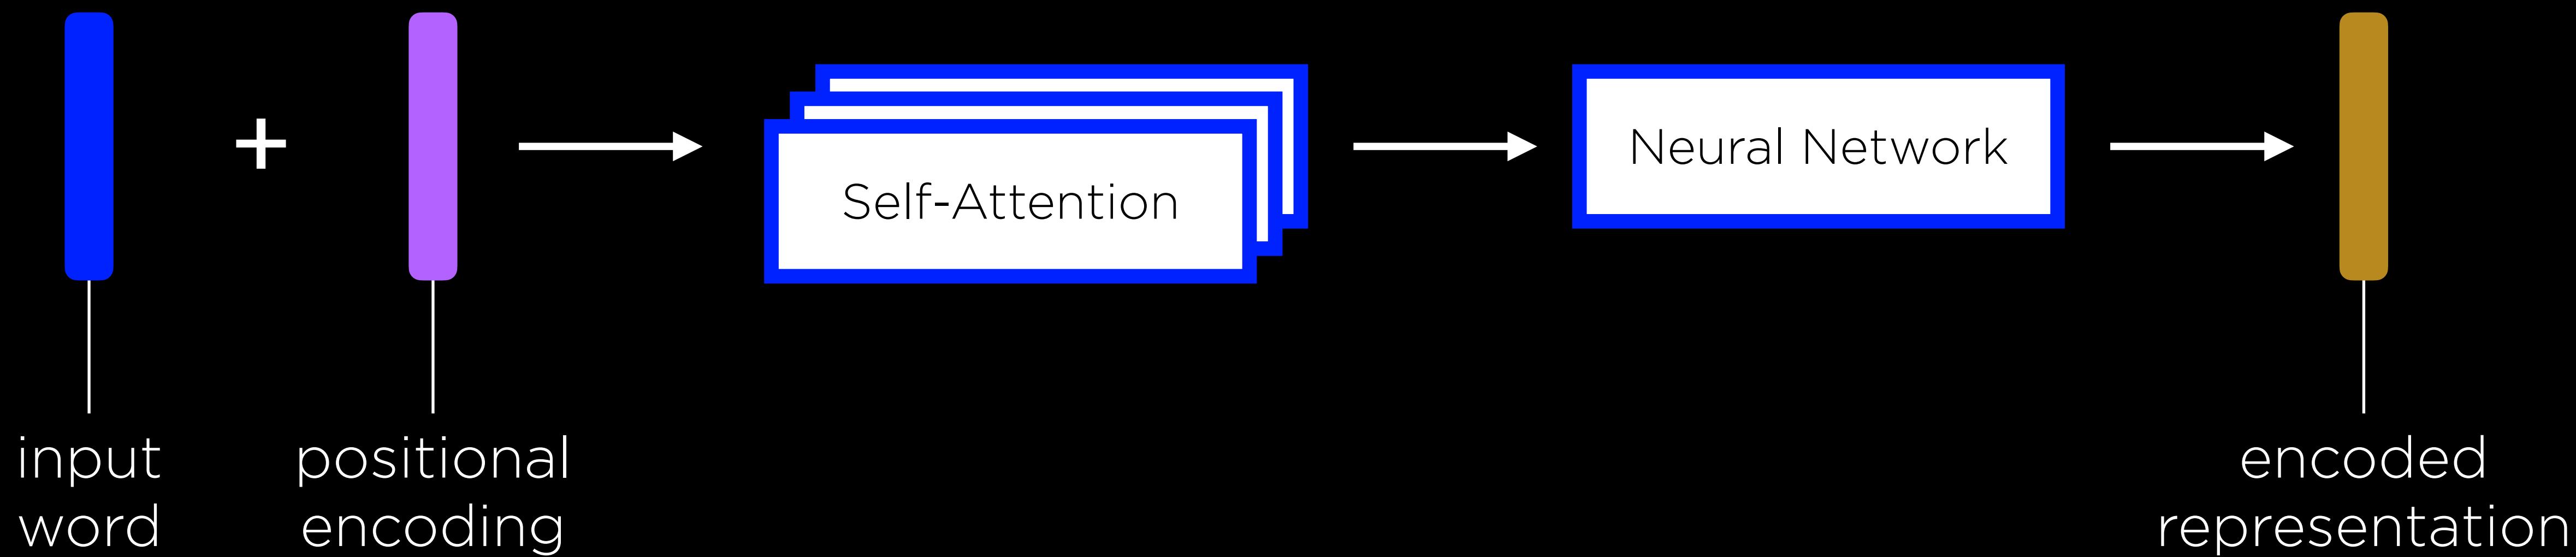 +
Self-Attention
Neural Network
input
word
positional
encoding
encoded
representation